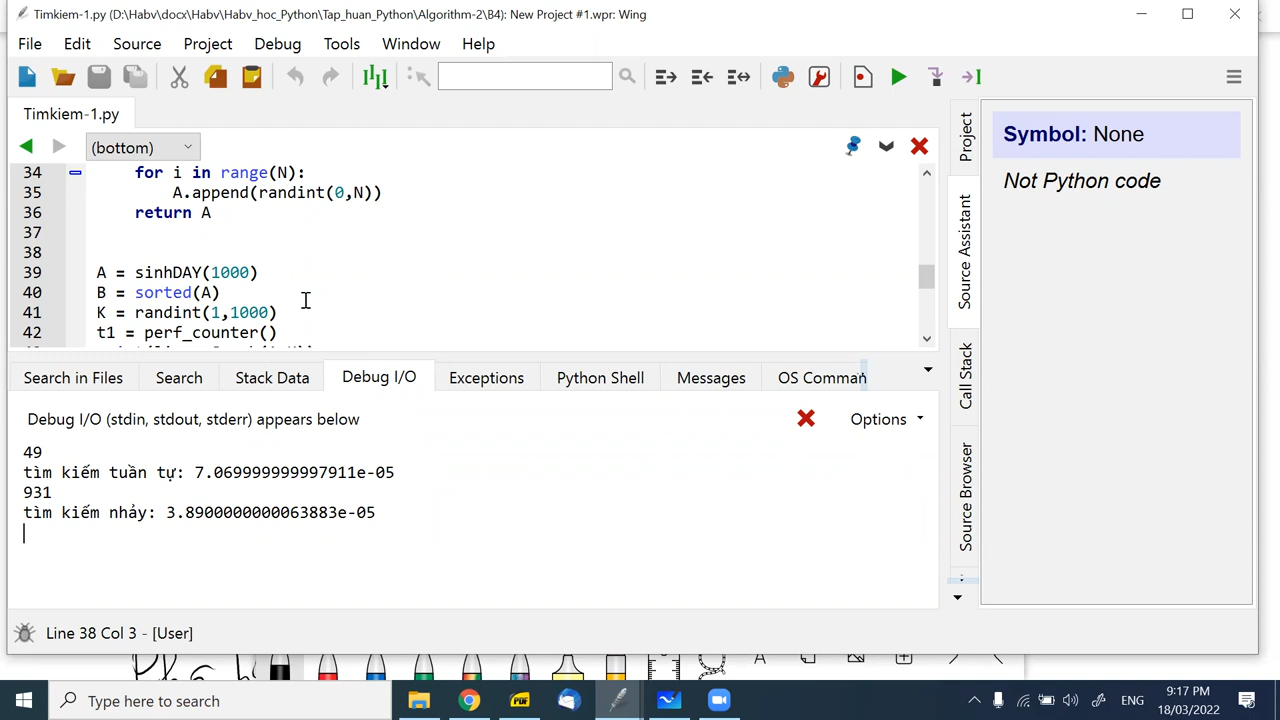 Timkiem-1.py (D:\Habv\docx\Habv\Habv_hoc_Python\Tap_huan_Python\Algorithm-2\B4): New Project #1.wpr: Wing
File Edit Source Project Debug Tools Window Help
Timkiem-1.py
(bottom)
34 for i in range(N):
35 A.append(randint(0,N))
36 return A
37
38
39 A = sinhDAY(1000)
40 B = sorted(A)
41 K = randint(1,1000)
42 t1 = perf_counter()
Search in Files Search Stack Data Debug I/O Exceptions Python Shell Messages OS Comman
Debug I/O (stdin, stdout, stderr) appears below
Options
49
tìm kiếm tuần tự: 7.069999999997911e-05
931
tìm kiếm nhảy: 3.8900000000063883e-05
Project
Source Assistant
Call Stack
Source Browser
Symbol: None
Not Python code
Line 38 Col 3 - [User]
Type here to search
ENG
9:17 PM
18/03/2022